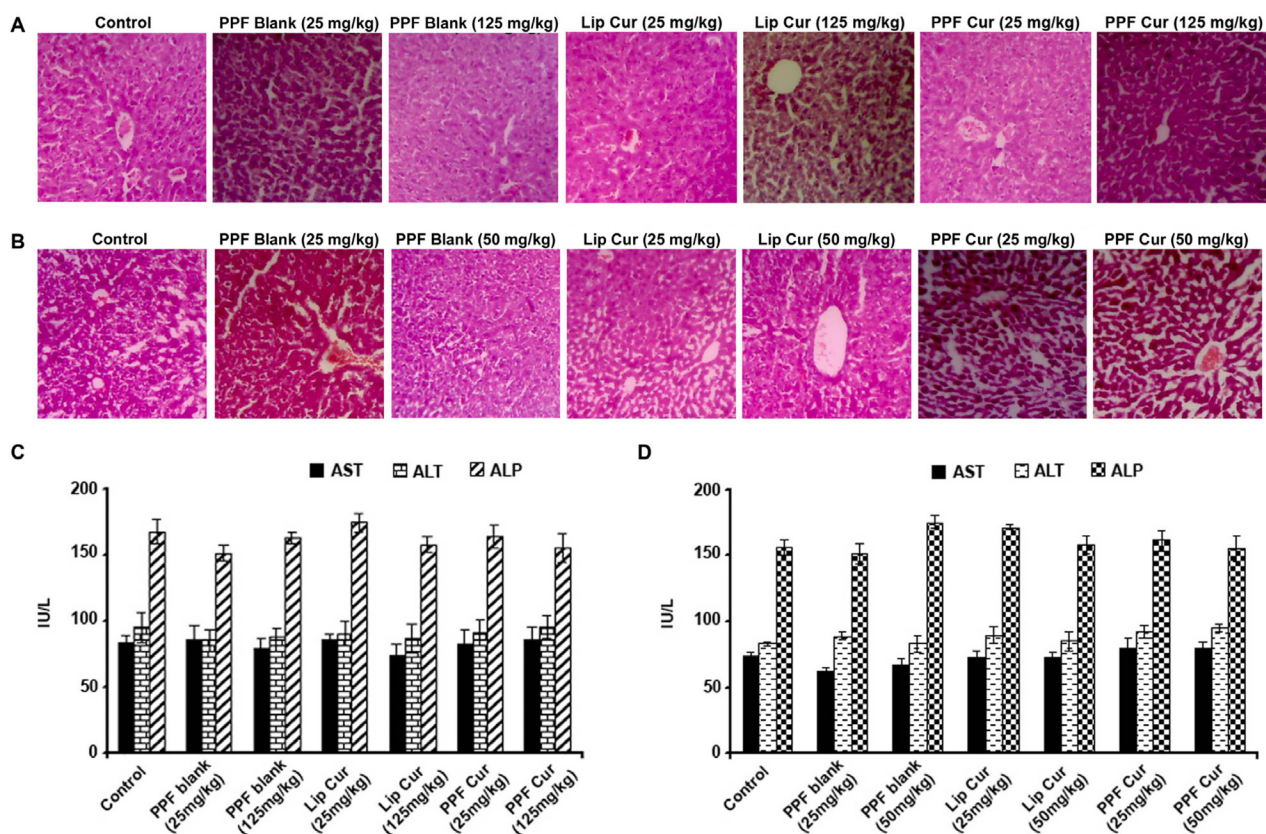 A
Control
PPF Blank (25 mg/kg)
PPF Blank (125 mg/kg)
Lip Cur (25 mg/kg)
Lip Cur (125 mg/kg)
PPF Cur (25 mg/kg)
PPF Cur (125 mg/kg)
B
Control
PPF Blank (25 mg/kg)
PPF Blank (50 mg/kg)
Lip Cur (25 mg/kg)
Lip Cur (50 mg/kg)
PPF Cur (25 mg/kg)
PPF Cur (50 mg/kg)
C
AST
ALT
ALP
200
150
100
50
0
IU/L
Control
PPF blank
(25mg/kg)
PPF blank
(125mg/kg)
Lip Cur
(25mg/kg)
Lip Cur
(125mg/kg)
PPF Cur
(25mg/kg)
PPF Cur
(125mg/kg)
D
AST
ALT
ALP
200
150
100
50
0
IU/L
Control
PPF blank
(25mg/kg)
PPF blank
(50mg/kg)
Lip Cur
(25mg/kg)
Lip Cur
(50mg/kg)
PPF Cur
(25mg/kg)
PPF Cur
(50mg/kg)